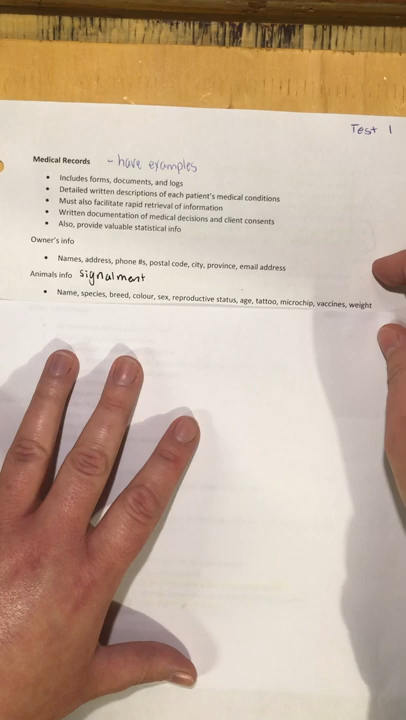 Test 1
Medical Records - have examples
• Includes forms, documents, and logs
• Detailed written descriptions of each patient's medical conditions
• Must also facilitate rapid retrieval of information
• Written documentation of medical decisions and client consents
• Also, provide valuable statistical info
Owner's info
• Names, address, phone #s, postal code, city, province, email address
Animals info signalment
• Name, species, breed, colour, sex, reproductive status, age, tattoo, microchip, vaccines, weight